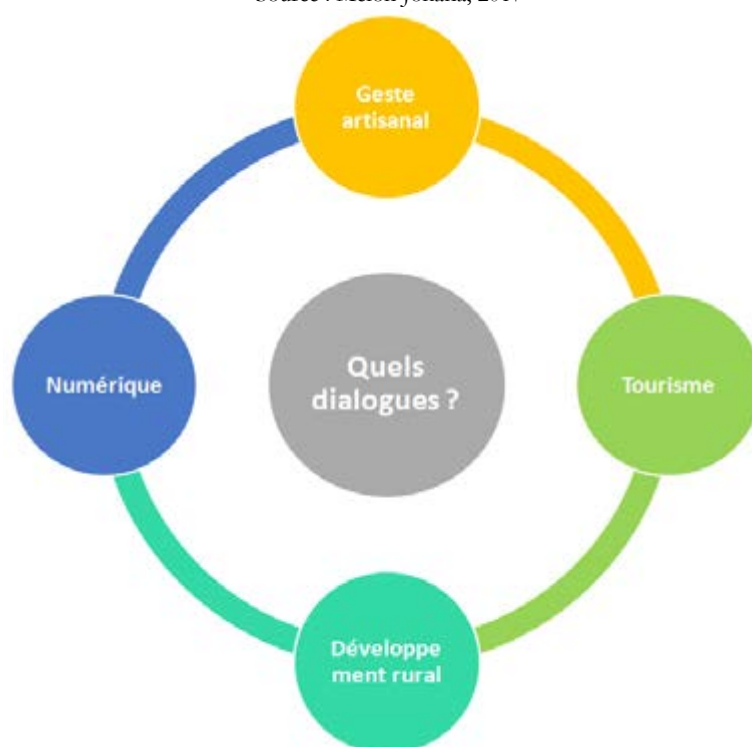 Geste
artisanal
Numérique
Quels
dialogues ?
Tourisme
Développe
ment rural